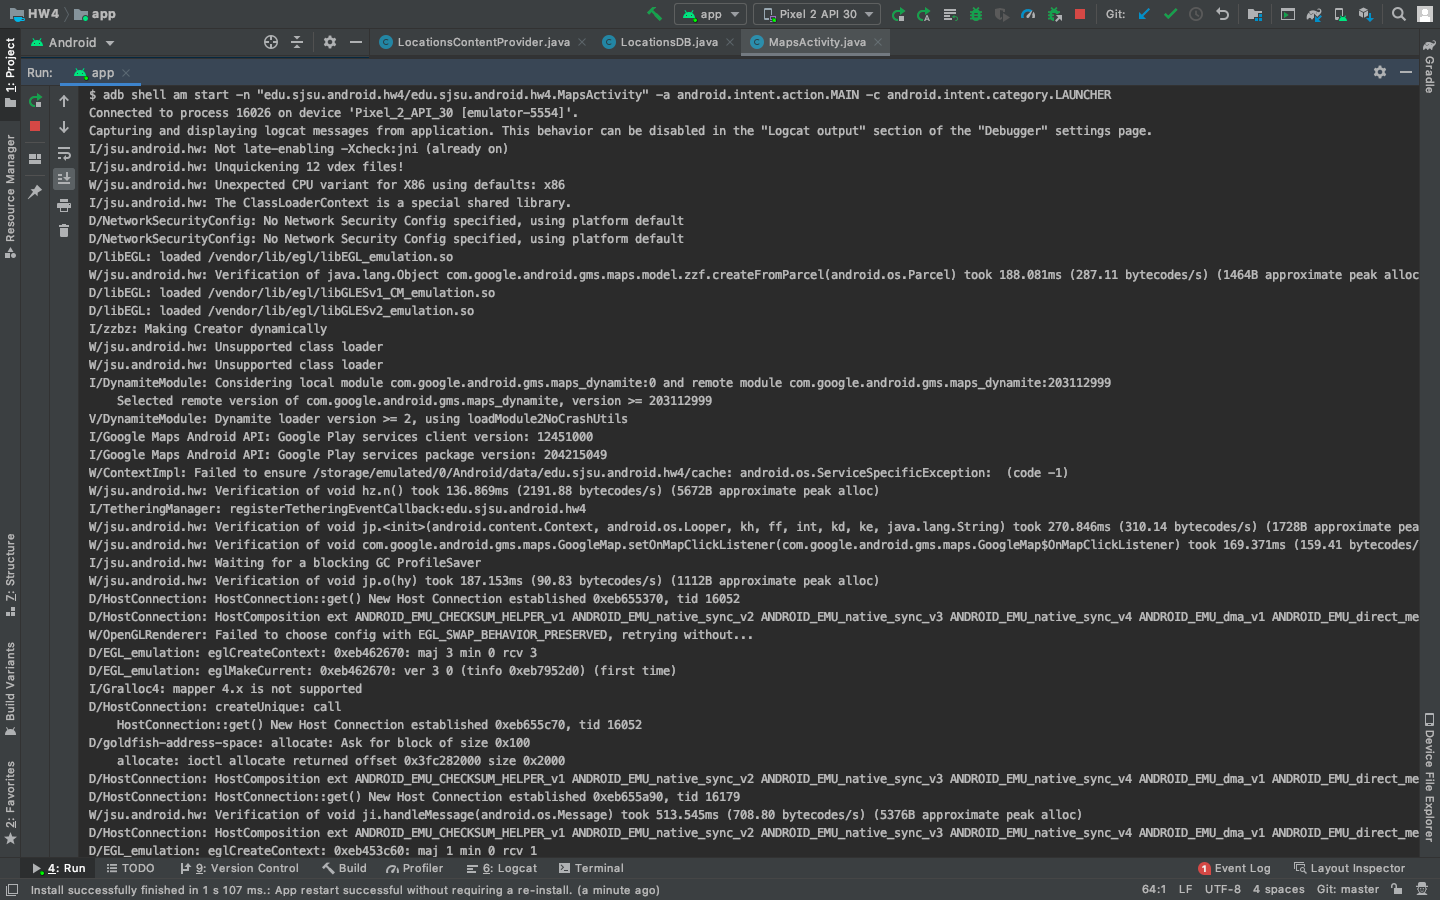 HW4 app
app Pixel 2 API 30 Git:
Android LocationsContentProvider.java LocationsDB.java MapsActivity.java
Run: app
$ adb shell am start -n "edu.sjsu.android.hw4/edu.sjsu.android.hw4.MapsActivity" -a android.intent.action.MAIN -c android.intent.category.LAUNCHER
Connected to process 16026 on device 'Pixel_2_API_30 [emulator-5554]'.
Capturing and displaying logcat messages from application. This behavior can be disabled in the "Logcat output" section of the "Debugger" settings page.
I/jsu.android.hw: Not late-enabling -Xcheck:jni (already on)
I/jsu.android.hw: Unquickening 12 vdex files!
W/jsu.android.hw: Unexpected CPU variant for X86 using defaults: x86
I/jsu.android.hw: The ClassLoaderContext is a special shared library.
D/NetworkSecurityConfig: No Network Security Config specified, using platform default
D/NetworkSecurityConfig: No Network Security Config specified, using platform default
D/libEGL: loaded /vendor/lib/egl/libEGL_emulation.so
W/jsu.android.hw: Verification of java.lang.Object com.google.android.gms.maps.model.zzf.createFromParcel(android.os.Parcel) took 188.081ms (287.11 bytecodes/s) (1464B approximate peak alloc
D/libEGL: loaded /vendor/lib/egl/libGLESv1_CM_emulation.so
D/libEGL: loaded /vendor/lib/egl/libGLESv2_emulation.so
I/zzbz: Making Creator dynamically
W/jsu.android.hw: Unsupported class loader
W/jsu.android.hw: Unsupported class loader
I/DynamiteModule: Considering local module com.google.android.gms.maps_dynamite:0 and remote module com.google.android.gms.maps_dynamite:203112999
Selected remote version of com.google.android.gms.maps_dynamite, version >= 203112999
V/DynamiteModule: Dynamite loader version >= 2, using loadModule2NoCrashUtils
I/Google Maps Android API: Google Play services client version: 12451000
I/Google Maps Android API: Google Play services package version: 204215049
W/ContextImpl: Failed to ensure /storage/emulated/0/Android/data/edu.sjsu.android.hw4/cache: android.os.ServiceSpecificException:  (code -1)
W/jsu.android.hw: Verification of void hz.n() took 136.869ms (2191.88 bytecodes/s) (5672B approximate peak alloc)
I/TetheringManager: registerTetheringEventCallback:edu.sjsu.android.hw4
W/jsu.android.hw: Verification of void jp.<init>(android.content.Context, android.os.Looper, kh, ff, int, kd, ke, java.lang.String) took 270.846ms (310.14 bytecodes/s) (1728B approximate pea
W/jsu.android.hw: Verification of void com.google.android.gms.maps.GoogleMap.setOnMapClickListener(com.google.android.gms.maps.GoogleMap$OnMapClickListener) took 169.371ms (159.41 bytecodes/
I/jsu.android.hw: Waiting for a blocking GC ProfileSaver
W/jsu.android.hw: Verification of void jp.o(hy) took 187.153ms (90.83 bytecodes/s) (1112B approximate peak alloc)
D/HostConnection: HostConnection::get() New Host Connection established 0xeb655370, tid 16052
D/HostConnection: HostComposition ext ANDROID_EMU_CHECKSUM_HELPER_v1 ANDROID_EMU_native_sync_v2 ANDROID_EMU_native_sync_v3 ANDROID_EMU_native_sync_v4 ANDROID_EMU_dma_v1 ANDROID_EMU_direct_me
W/OpenGLRenderer: Failed to choose config with EGL_SWAP_BEHAVIOR_PRESERVED, retrying without...
D/EGL_emulation: eglCreateContext: 0xeb462670: maj 3 min 0 rcv 3
D/EGL_emulation: eglMakeCurrent: 0xeb462670: ver 3 0 (tinfo 0xeb7952d0) (first time)
I/Gralloc4: mapper 4.x is not supported
D/HostConnection: createUnique: call
HostConnection::get() New Host Connection established 0xeb655c70, tid 16052
D/goldfish-address-space: allocate: Ask for block of size 0x100
allocate: ioctl allocate returned offset 0x3fc282000 size 0x2000
D/HostConnection: HostComposition ext ANDROID_EMU_CHECKSUM_HELPER_v1 ANDROID_EMU_native_sync_v2 ANDROID_EMU_native_sync_v3 ANDROID_EMU_native_sync_v4 ANDROID_EMU_dma_v1 ANDROID_EMU_direct_me
D/HostConnection: HostConnection::get() New Host Connection established 0xeb655a90, tid 16179
W/jsu.android.hw: Verification of void ji.handleMessage(android.os.Message) took 513.545ms (708.80 bytecodes/s) (5376B approximate peak alloc)
D/HostConnection: HostComposition ext ANDROID_EMU_CHECKSUM_HELPER_v1 ANDROID_EMU_native_sync_v2 ANDROID_EMU_native_sync_v3 ANDROID_EMU_native_sync_v4 ANDROID_EMU_dma_v1 ANDROID_EMU_direct_me
D/EGL_emulation: eglCreateContext: 0xeb453c60: maj 1 min 0 rcv 1
1: Project
Resource Manager
7: Structure
Build Variants
2: Favorites
Gradle
Device File Explorer
4: Run TODO 9: Version Control Build Profiler 6: Logcat Terminal 1 Event Log Layout Inspector
Install successfully finished in 1 s 107 ms.: App restart successful without requiring a re-install. (a minute ago) 64:1 LF UTF-8 4 spaces Git: master